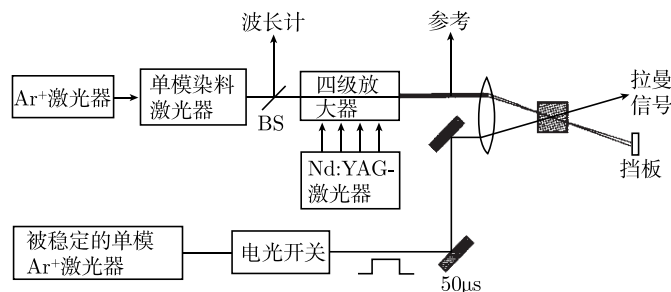 波长计
参考
Ar⁺激光器
单模染料
激光器
BS
四级放
大器
拉曼
信号
挡板
Nd:YAG-
激光器
被稳定的单模
Ar⁺激光器
电光开关
50μs